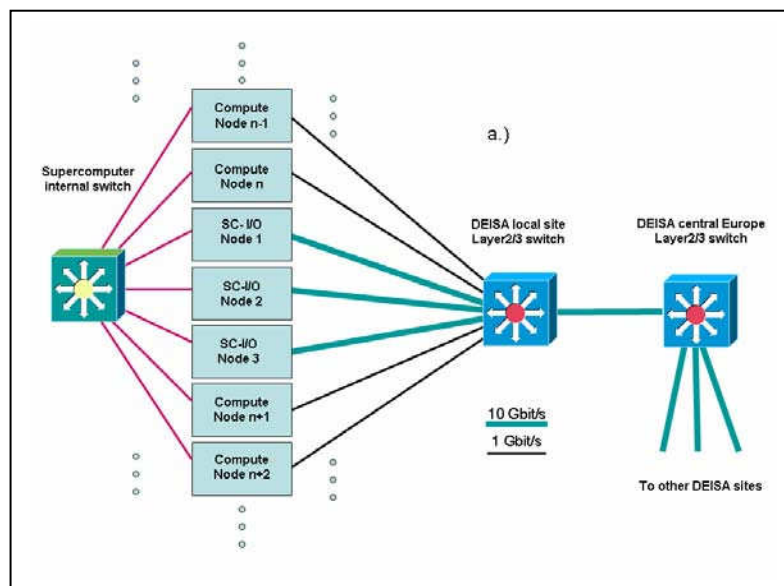 Compute
Node n-1
a.)
Supercomputer
internal switch
Compute
Node n
DEISA local site
Layer2/3 switch
DEISA central Europe
Layer2/3 switch
SC- I/O
Node 1
SC-I/O
Node 2
SC-I/O
Node 3
Compute
Node n+1
10 Gbit/s
1 Gbit/s
Compute
Node n+2
To other DEISA sites